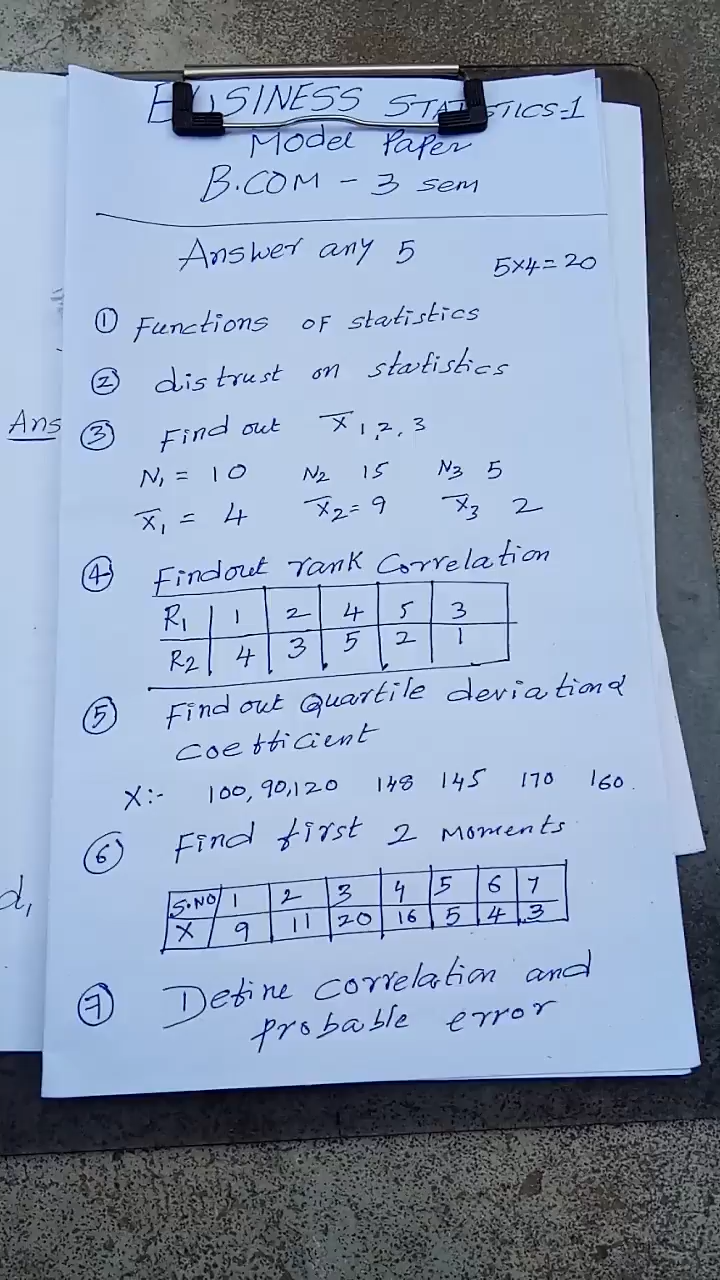 BUSINESS STATISTICS-1
Model Paper
B.COM - 3 sem
Answer any 5
5×4=20
① Functions OF statistics
② distrust on statistics
③ Find out X̅ 1,2,3
N₁ = 10 N₂ 15 N₃ 5
X̅₁ = 4 X̅₂ = 9 X̅₃ 2
④ Findout rank Correlation
R₁ 1 2 4 5 3
R₂ 4 3 5 2 1
⑤ Find out Quartile deviation &
coefficient
X:- 100, 90, 120 148 145 170 160.
⑥ Find first 2 Moments
S.NO 1 2 3 4 5 6 7
X 9 11 20 16 5 4 3
⑦ Define correlation and
probable error
Ans
d,